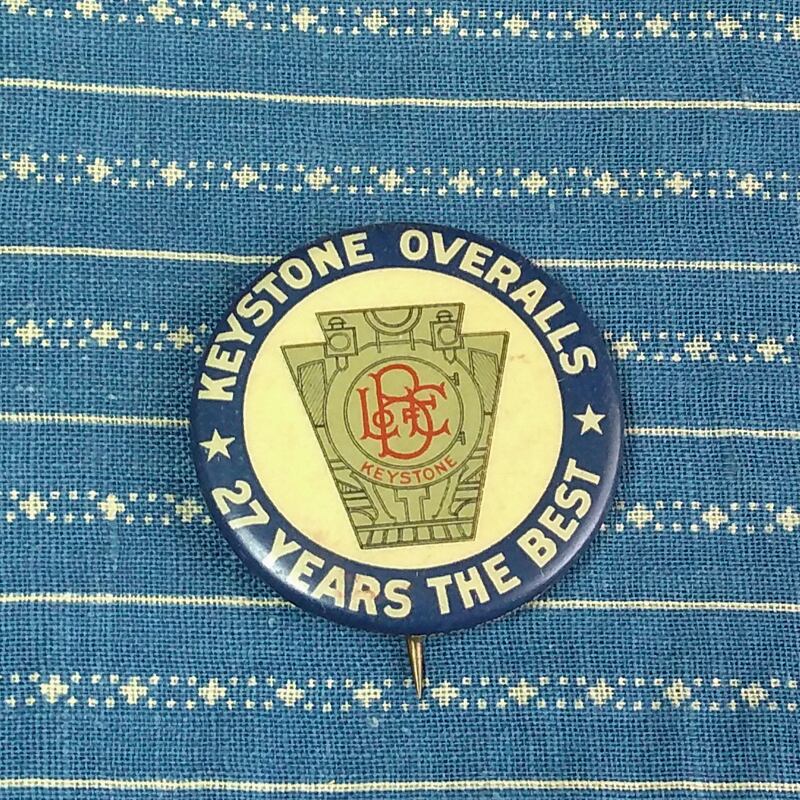 KEYSTONE OVERALLS
KEYSTONE
★ 27 YEARS THE BEST ★